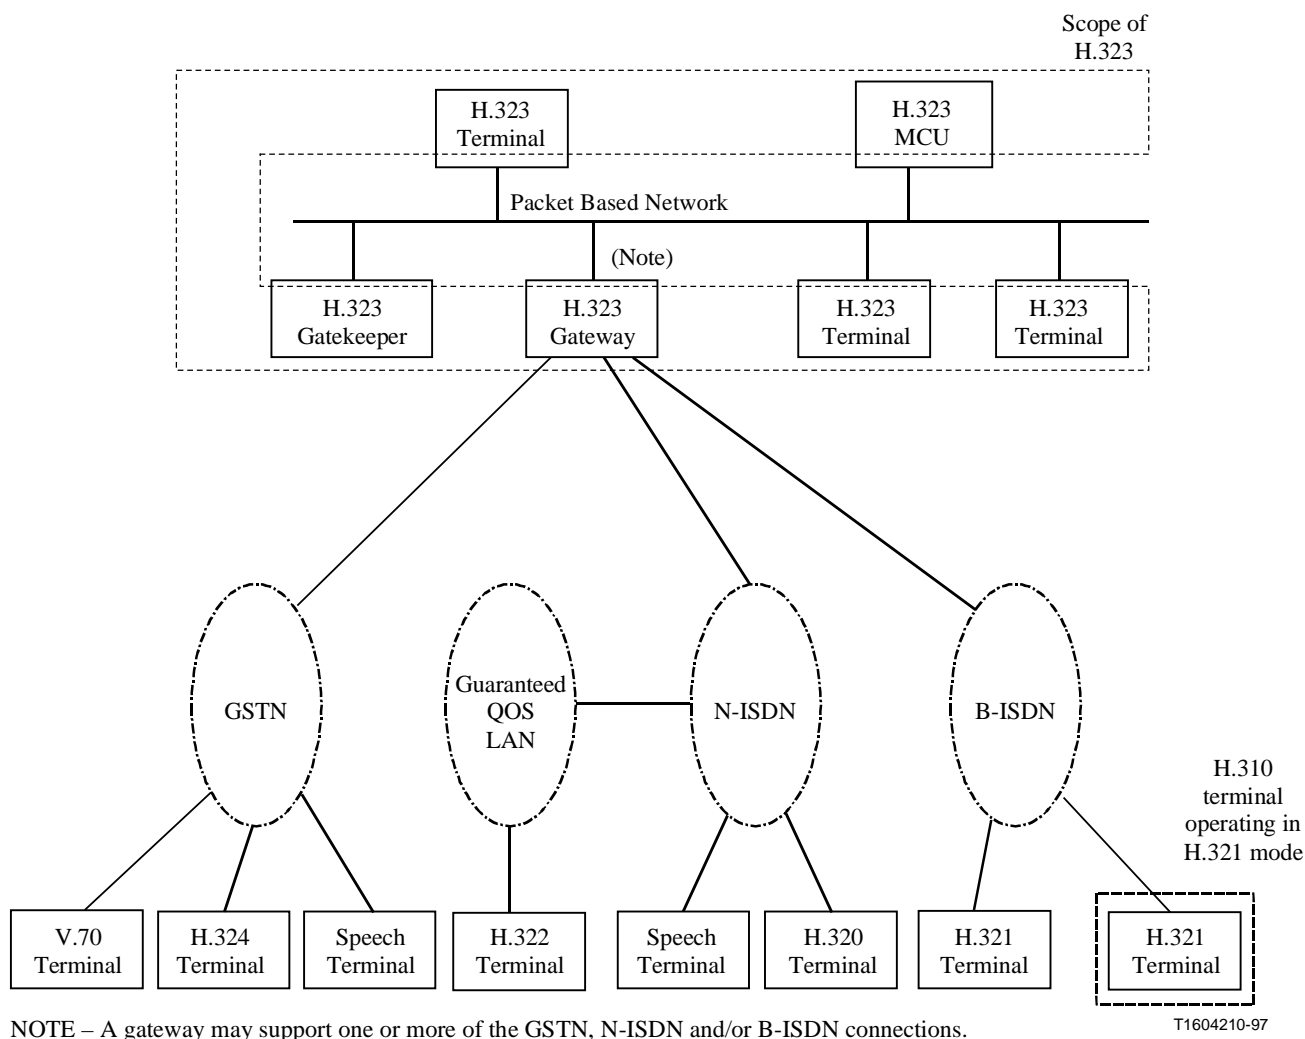 Scope of
H.323
H.323
Terminal
H.323
MCU
Packet Based Network
(Note)
H.323
Gatekeeper
H.323
Gateway
H.323
Terminal
H.323
Terminal
GSTN
Guaranteed
QOS
LAN
N-ISDN
B-ISDN
H.310
terminal
operating in
H.321 mode
V.70
Terminal
H.324
Terminal
Speech
Terminal
H.322
Terminal
Speech
Terminal
H.320
Terminal
H.321
Terminal
H.321
Terminal
NOTE – A gateway may support one or more of the GSTN, N-ISDN and/or B-ISDN connections.
T1604210-97